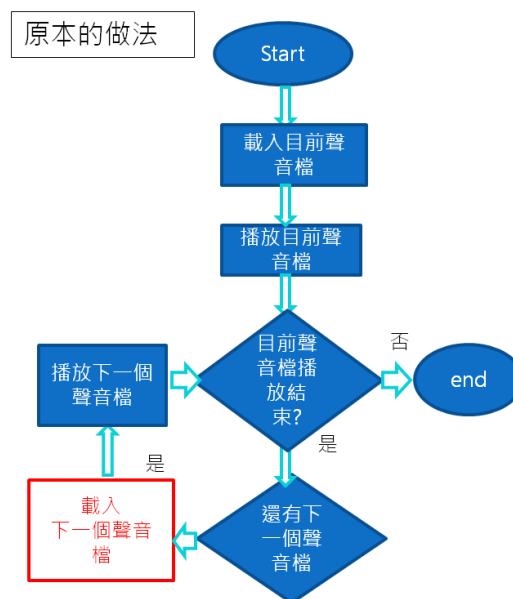 原本的做法
Start
載入目前聲
音檔
播放目前聲
音檔
目前聲
音檔播
放結
束?
否
end
是
還有下
一個聲
音檔
是
載入
下一個聲音
檔
播放下一個
聲音檔